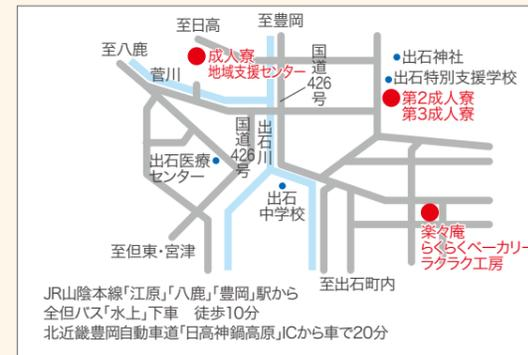 至日高
至豊岡
至八鹿
成人寮
地域支援センター
菅川
国道426号
出石神社
出石特別支援学校
第2成人寮
第3成人寮
国道426号
出石川
出石医療
センター
出石
中学校
楽々庵
らくらくベーカリー
ラクラク工房
至但東・宮津
至出石町内
JR山陰本線「江原」「八鹿」「豊岡」駅から
全但バス「水上」下車　徒歩10分
北近畿豊岡自動車道「日高神鍋高原」ICから車で20分